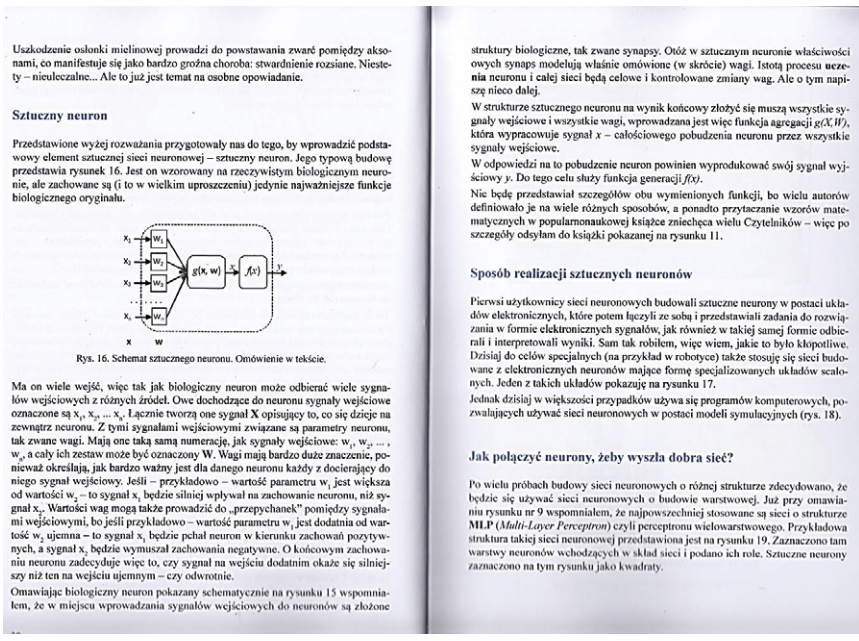 Uszkodzenie osłonki mielinowej prowadzi do powstawania zwarć pomiędzy akso-
nami, co manifestuje się jako bardzo groźna choroba: stwardnienie rozsiane. Nieste-
ty – nieuleczalne... Ale to już jest temat na osobne opowiadanie.
Sztuczny neuron
Przedstawione wyżej rozważania przygotowały nas do tego, by wprowadzić podsta-
wowy element sztucznej sieci neuronowej – sztuczny neuron. Jego typową budowę
przedstawia rysunek 16. Jest on wzorowany na rzeczywistym biologicznym neuro-
nie, ale zachowane są (i to w wielkim uproszczeniu) jedynie najważniejsze funkcje
biologicznego oryginału.
x₁ w₁
x₂ w₂
x₃ w₃
xₙ wₙ
g(x, w) x f(x) y
x w
Rys. 16. Schemat sztucznego neuronu. Omówienie w tekście.
Ma on wiele wejść, więc tak jak biologiczny neuron może odbierać wiele sygna-
łów wejściowych z różnych źródeł. Owe dochodzące do neuronu sygnały wejściowe
oznaczone są x₁, x₂, ... xₙ. Łącznie tworzą one sygnał X opisujący to, co się dzieje na
zewnątrz neuronu. Z tymi sygnałami wejściowymi związane są parametry neuronu,
tak zwane wagi. Mają one taką samą numerację, jak sygnały wejściowe: w₁, w₂, ... ,
wₙ, a cały ich zestaw może być oznaczony W. Wagi mają bardzo duże znaczenie, po-
nieważ określają, jak bardzo ważny jest dla danego neuronu każdy z docierający do
niego sygnał wejściowy. Jeśli – przykładowo – wartość parametru w₁ jest większa
od wartości w₂ – to sygnał x₁ będzie silniej wpływał na zachowanie neuronu, niż sy-
gnał x₂. Wartości wag mogą także prowadzić do „przepychanek” pomiędzy sygnała-
mi wejściowymi, bo jeśli przykładowo – wartość parametru w₁ jest dodatnia od war-
tość w₂ ujemna – to sygnał x₁ będzie pchał neuron w kierunku zachowań pozytyw-
nych, a sygnał x₂ będzie wymuszał zachowania negatywne. O końcowym zachowa-
niu neuronu zadecyduje więc to, czy sygnał na wejściu dodatnim okaże się silniej-
szy niż ten na wejściu ujemnym – czy odwrotnie.
Omawiając biologiczny neuron pokazany schematycznie na rysunku 15 wspomnia-
łem, że w miejscu wprowadzania sygnałów wejściowych do neuronów są złożone
struktury biologiczne, tak zwane synapsy. Otóż w sztucznym neuronie właściwości
owych synaps modelują właśnie omówione (w skrócie) wagi. Istotą procesu ucze-
nia neuronu i całej sieci będą celowe i kontrolowane zmiany wag. Ale o tym napi-
szę nieco dalej.
W strukturze sztucznego neuronu na wynik końcowy złożyć się muszą wszystkie sy-
gnały wejściowe i wszystkie wagi, wprowadzana jest więc funkcja agregacji g(X,W),
która wypracowuje sygnał x – całościowego pobudzenia neuronu przez wszystkie
sygnały wejściowe.
W odpowiedzi na to pobudzenie neuron powinien wyprodukować swój sygnał wyj-
ściowy y. Do tego celu służy funkcja generacji f(x).
Nie będę przedstawiał szczegółów obu wymienionych funkcji, bo wielu autorów
definiowało je na wiele różnych sposobów, a ponadto przytaczanie wzorów mate-
matycznych w popularnonaukowej książce zniechęca wielu Czytelników – więc po
szczegóły odsyłam do książki pokazanej na rysunku 11.
Sposób realizacji sztucznych neuronów
Pierwsi użytkownicy sieci neuronowych budowali sztuczne neurony w postaci ukła-
dów elektronicznych, które potem łączyli ze sobą i przedstawiali zadania do rozwią-
zania w formie elektronicznych sygnałów, jak również w takiej samej formie odbie-
rali i interpretowali wyniki. Sam tak robiłem, więc wiem, jakie to było kłopotliwe.
Dzisiaj do celów specjalnych (na przykład w robotyce) także stosuję się sieci budo-
wane z elektronicznych neuronów mające formę specjalizowanych układów scalo-
nych. Jeden z takich układów pokazuję na rysunku 17.
Jednak dzisiaj w większości przypadków używa się programów komputerowych, po-
zwalających używać sieci neuronowych w postaci modeli symulacyjnych (rys. 18).
Jak połączyć neurony, żeby wyszła dobra sieć?
Po wielu próbach budowy sieci neuronowych o różnej strukturze zdecydowano, że
będzie się używać sieci neuronowych o budowie warstwowej. Już przy omawia-
niu rysunku nr 9 wspomniałem, że najpowszechniej stosowane są sieci o strukturze
MLP (Multi-Layer Perceptron) czyli perceptronu wielowarstwowego. Przykładowa
struktura takiej sieci neuronowej przedstawiona jest na rysunku 19. Zaznaczono tam
warstwy neuronów wchodzących w skład sieci i podano ich role. Sztuczne neurony
zaznaczono na tym rysunku jako kwadraty.